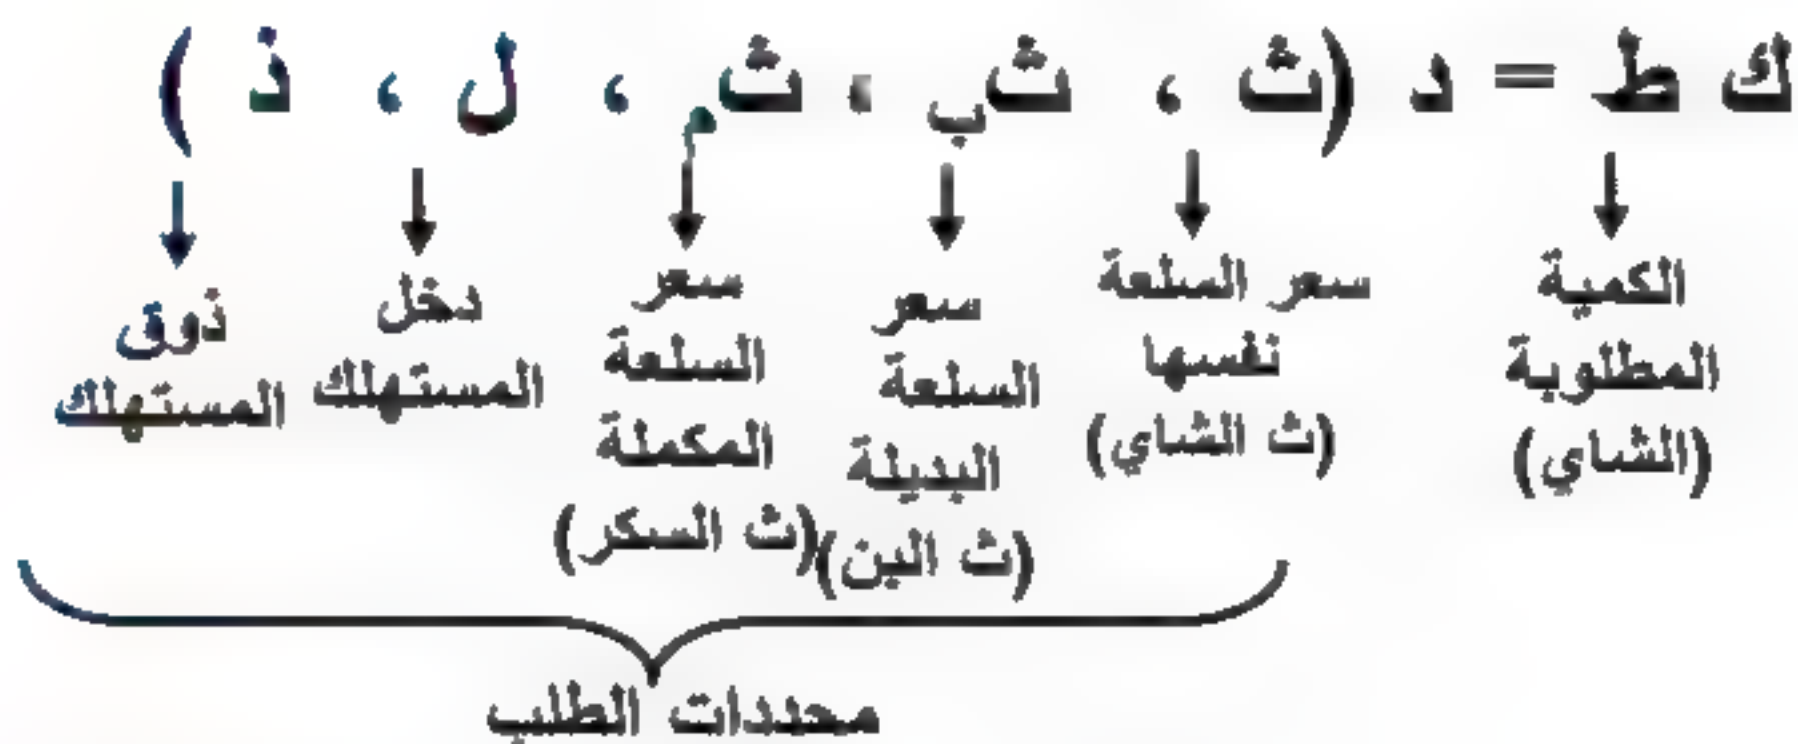 ك ط = د (ث ، ث ب ، ث م ، ل ، ذ )
الكمية
المطلوبة
(الشاي)
سعر السلعة
نفسها
(ث الشاي)
سعر
السلعة
البديلة
(ث البن)
سعر
السلعة
المكملة
(ث السكر)
دخل
المستهلك
ذوق
المستهلك
محددات الطلب